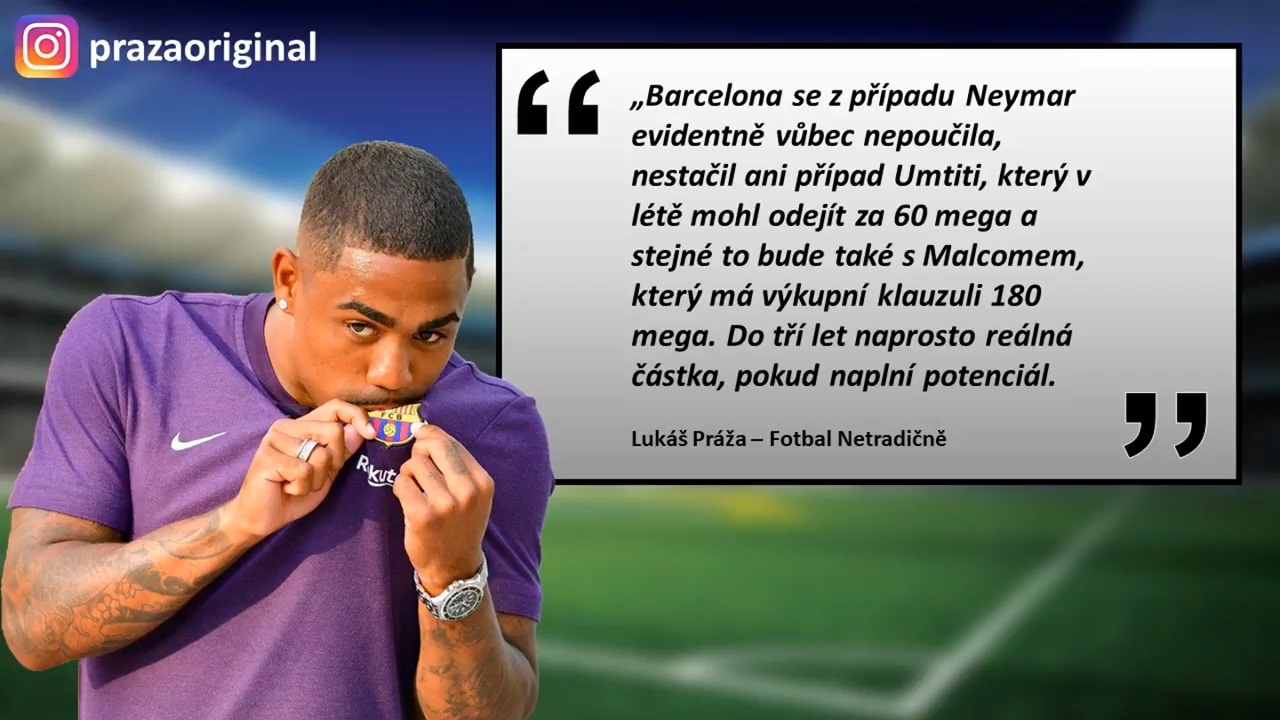 prazaoriginal
„Barcelona se z případu Neymar
evidentně vůbec nepoučila,
nestačil ani případ Umtiti, který v
létě mohl odejít za 60 mega a
stejné to bude také s Malcomem,
který má výkupní klauzuli 180
mega. Do tří let naprosto reálná
částka, pokud naplní potenciál.
Lukáš Práža – Fotbal Netradičně
FCB